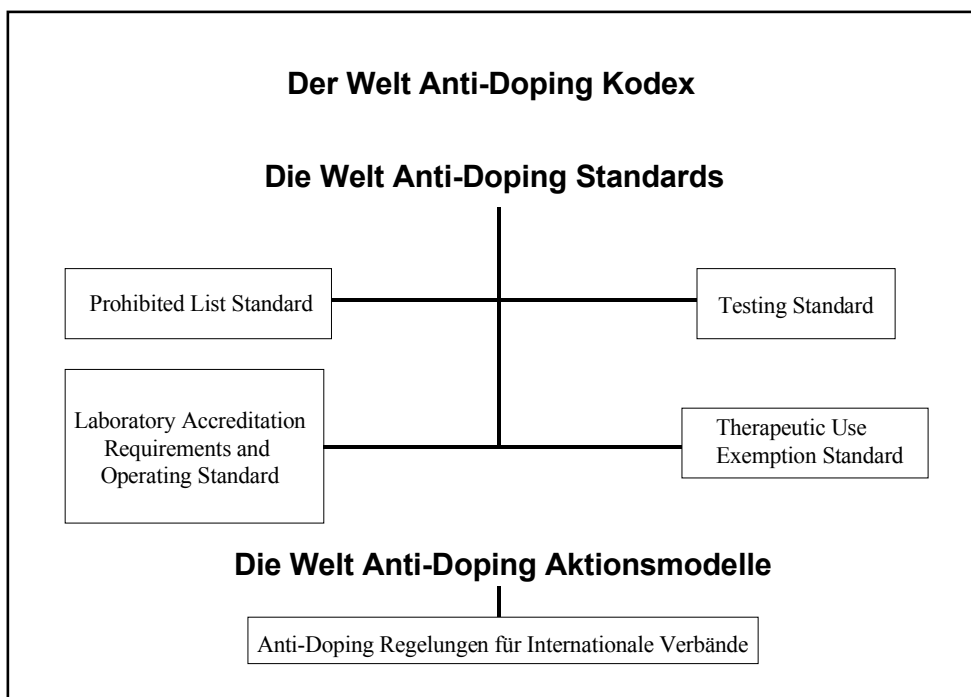 Der Welt Anti-Doping Kodex
Die Welt Anti-Doping Standards
Prohibited List Standard
Testing Standard
Laboratory Accreditation
Requirements and
Operating Standard
Therapeutic Use
Exemption Standard
Die Welt Anti-Doping Aktionsmodelle
Anti-Doping Regelungen für Internationale Verbände